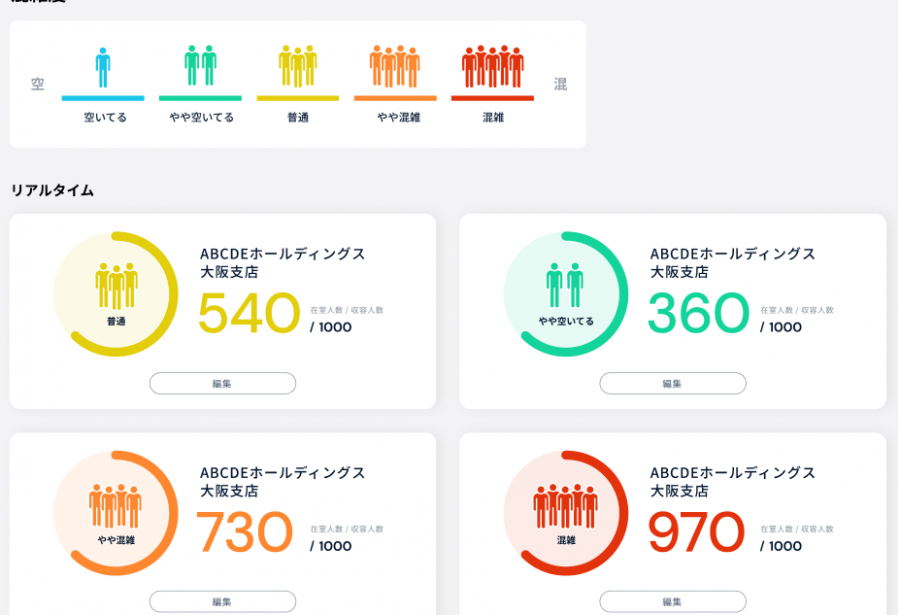 空
空いてる
やや空いてる
普通
やや混雑
混雑
混
リアルタイム
普通
ABCDEホールディングス
大阪支店
540
在室人数 / 収容人数
/ 1000
編集
やや空いてる
ABCDEホールディングス
大阪支店
360
在室人数 / 収容人数
/ 1000
編集
やや混雑
ABCDEホールディングス
大阪支店
730
在室人数 / 収容人数
/ 1000
編集
混雑
ABCDEホールディングス
大阪支店
970
在室人数 / 収容人数
/ 1000
編集